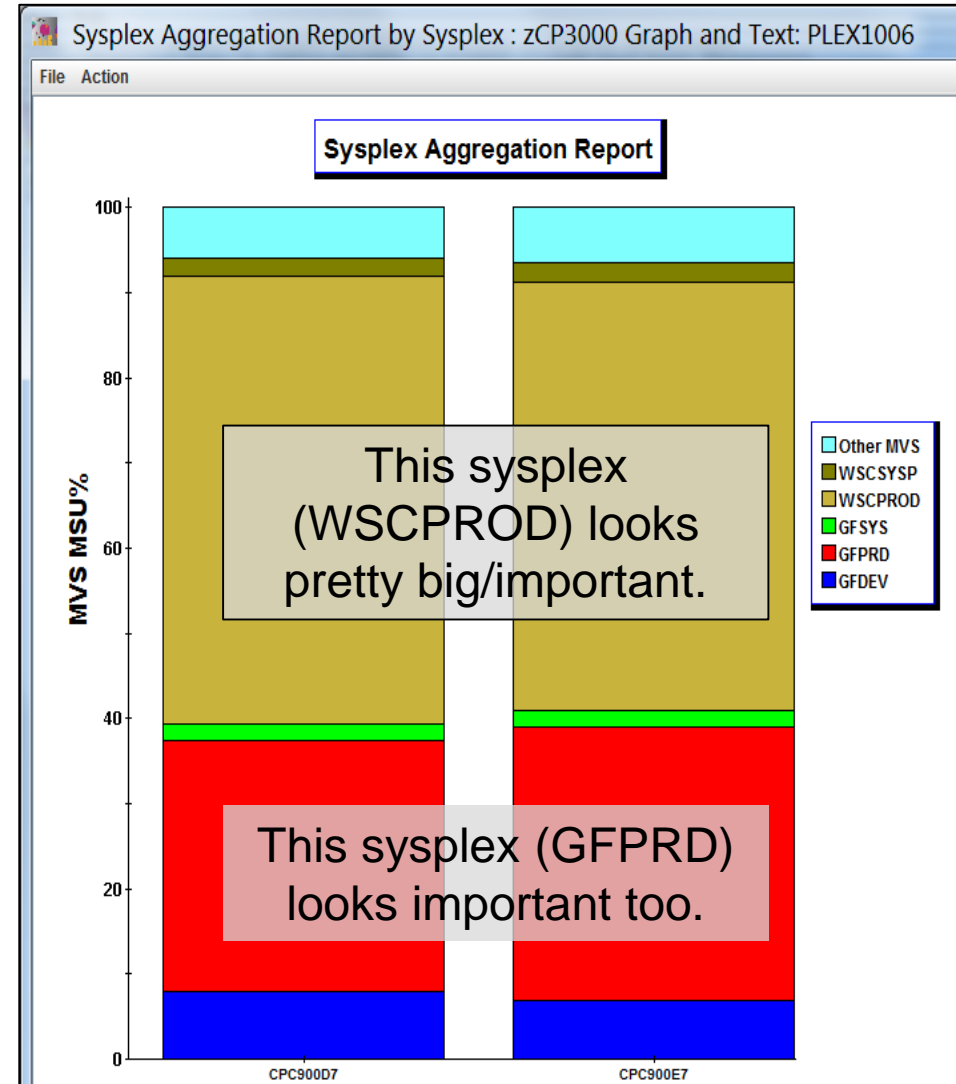 Sysplex Aggregation Report by Sysplex : zCP3000 Graph and Text: PLEX1006
File Action
Sysplex Aggregation Report
100
80
60
40
20
0
MVS MSU%
This sysplex
(WSCPROD) looks
pretty big/important.
This sysplex (GFPRD)
looks important too.
Other MVS
WSCSYSP
WSCPROD
GFSYS
GFPRD
GFDEV
CPC900D7
CPC900E7